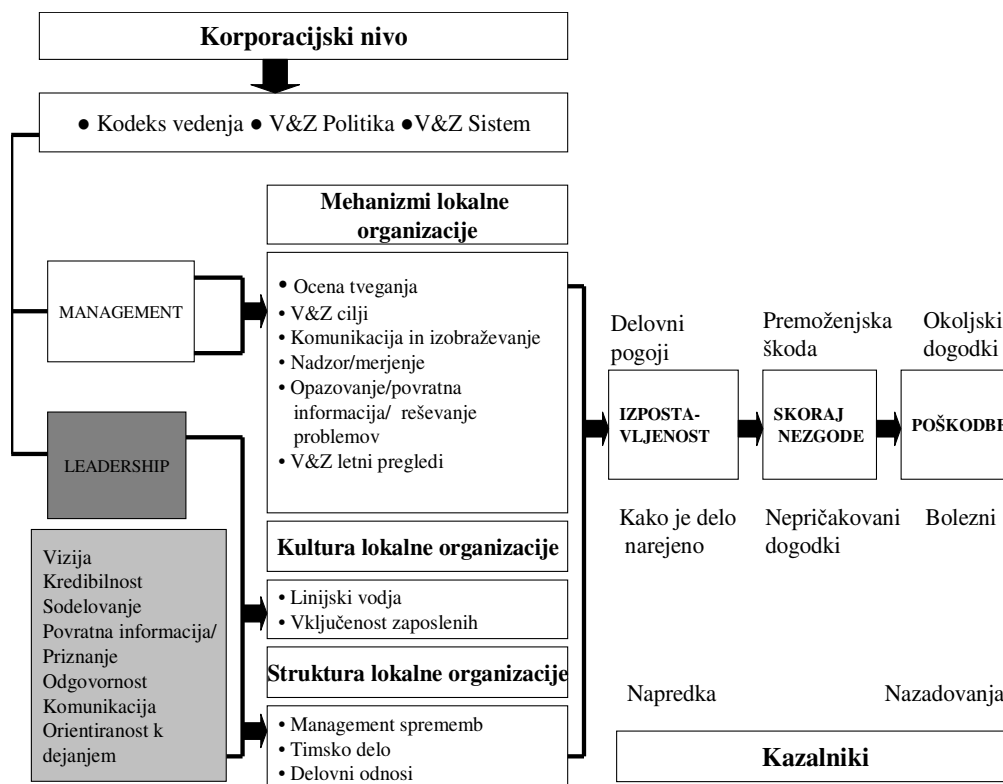 Korporacijski nivo
● Kodeks vedenja ● V&Z Politika ●V&Z Sistem
Mehanizmi lokalne
organizacije
MANAGEMENT
• Ocena tveganja
• V&Z cilji
• Komunikacija in izobraževanje
• Nadzor/merjenje
• Opazovanje/povratna
informacija/ reševanje
problemov
• V&Z letni pregledi
LEADERSHIP
Vizija
Kredibilnost
Sodelovanje
Povratna informacija/
Priznanje
Odgovornost
Komunikacija
Orientiranost k
dejanjem
Kultura lokalne organizacije
• Linijski vodja
• Vključenost zaposlenih
Struktura lokalne organizacije
• Management sprememb
• Timsko delo
• Delovni odnosi
Delovni
pogoji
Premoženjska
škoda
Okoljski
dogodki
IZPOSTA-
VLJENOST
SKORAJ
NEZGODE
POŠKODBE
Kako je delo
narejeno
Nepričakovani
dogodki
Bolezni
Napredka
Nazadovanja
Kazalniki